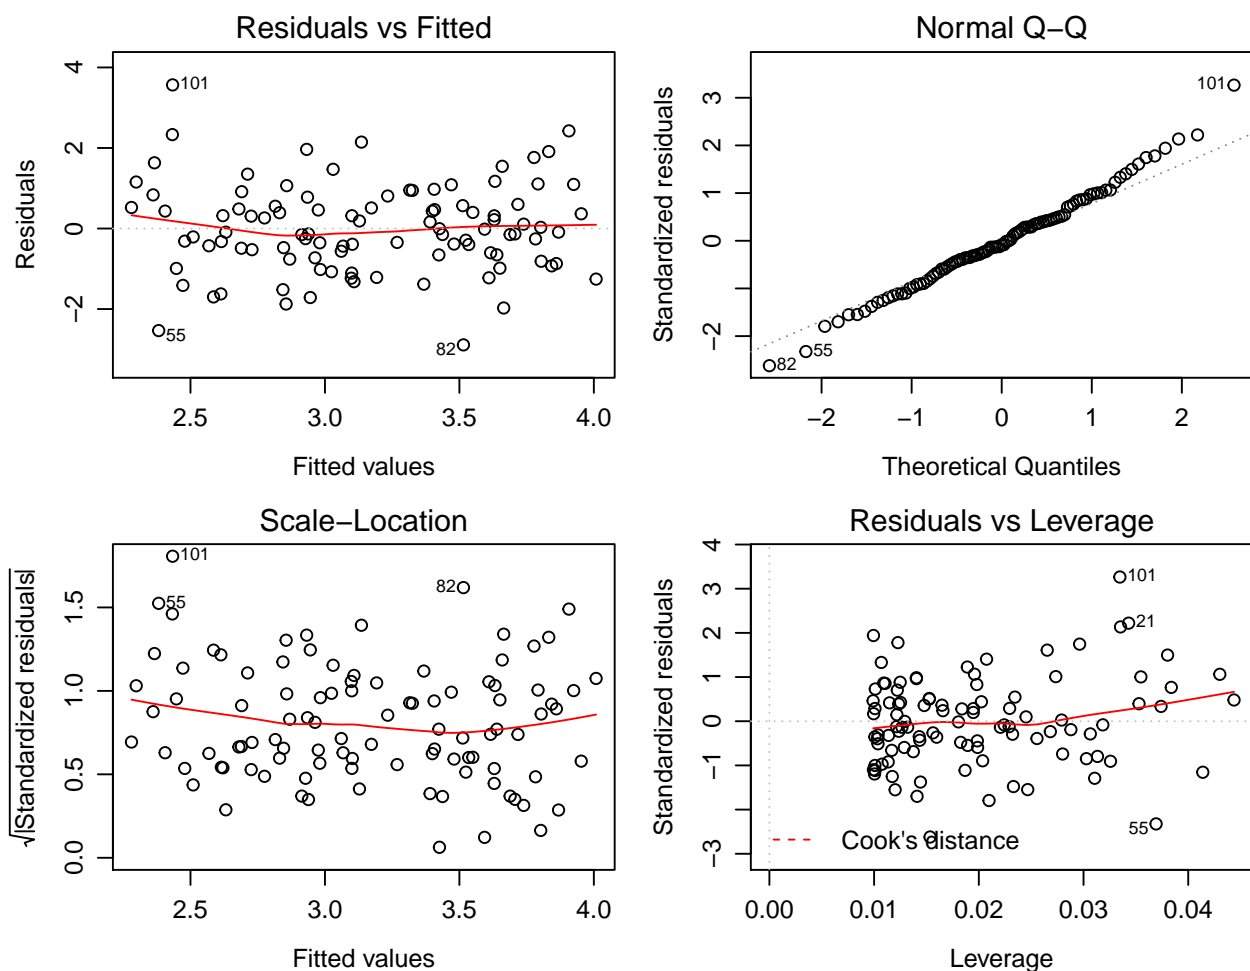 Residuals vs Fitted
Residuals
4
2
0
−2
101
55
82
2.5 3.0 3.5 4.0
Fitted values
Normal Q−Q
Standardized residuals
3
1
0
−2
101
82
55
−2 −1 0 1 2
Theoretical Quantiles
Scale−Location
√|Standardized residuals|
1.5
1.0
0.5
0.0
101
55
82
2.5 3.0 3.5 4.0
Fitted values
Residuals vs Leverage
Standardized residuals
4
3
2
1
0
−1
−3
101
21
55
Cook's distance
0.00 0.01 0.02 0.03 0.04
Leverage